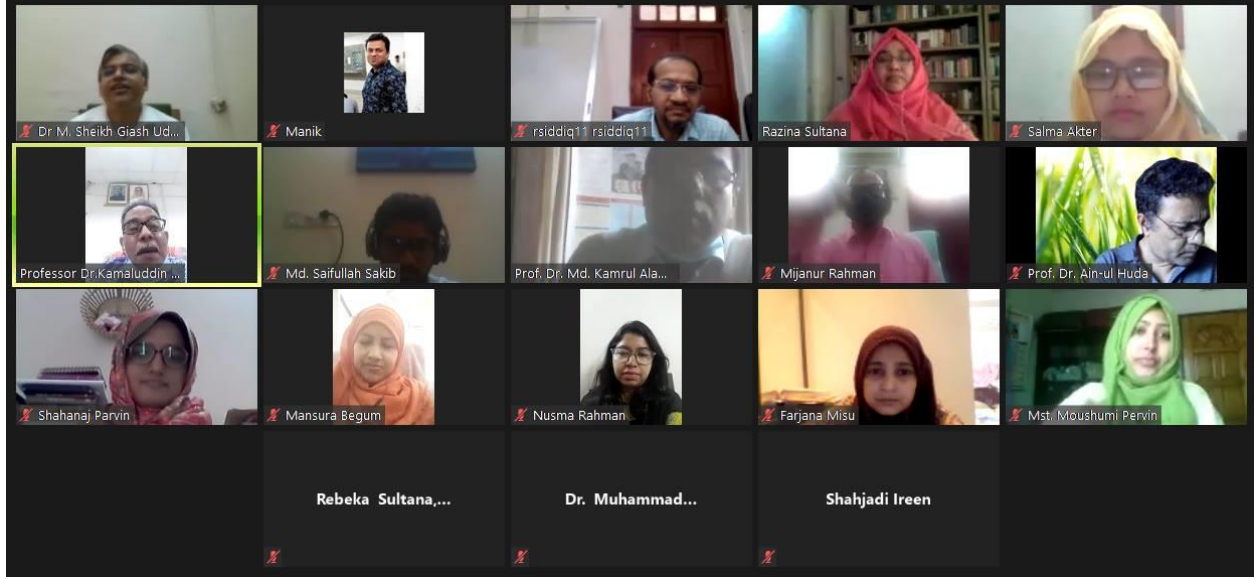 Dr M. Sheikh Giash Ud...
Manik
rsiddiq11 rsiddiq11
Razina Sultana
Salma Akter
Professor Dr.Kamaluddin ...
Md. Saifullah Sakib
Prof. Dr. Md. Kamrul Ala...
Mijanur Rahman
Prof. Dr. Ain-ul Huda
Shahanaj Parvin
Mansura Begum
Nusma Rahman
Farjana Misu
Mst. Moushumi Pervin
Rebeka Sultana,...
Dr. Muhammad...
Shahjadi Ireen